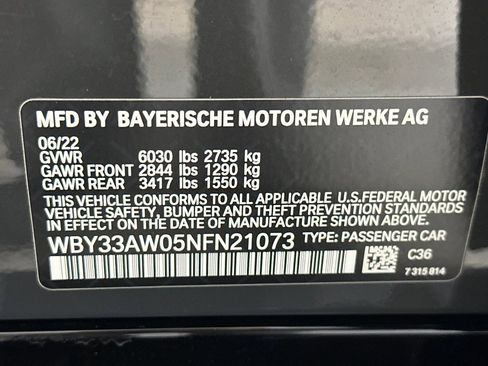 MFD BY BAYERISCHE MOTOREN WERKE AG
06/22
GVWR 6030 lbs 2735 kg
GAWR FRONT 2844 lbs 1290 kg
GAWR REAR 3417 lbs 1550 kg
THIS VEHICLE CONFORMS TO ALL APPLICABLE U.S.FEDERAL MOTOR
VEHICLE SAFETY, BUMPER AND THEFT PREVENTION STANDARDS
IN EFFECT ON THE DATE OF MANUFACTURE SHOWN ABOVE.
WBY33AW05NFN21073 TYPE: PASSENGER CAR
C36
7 315 814